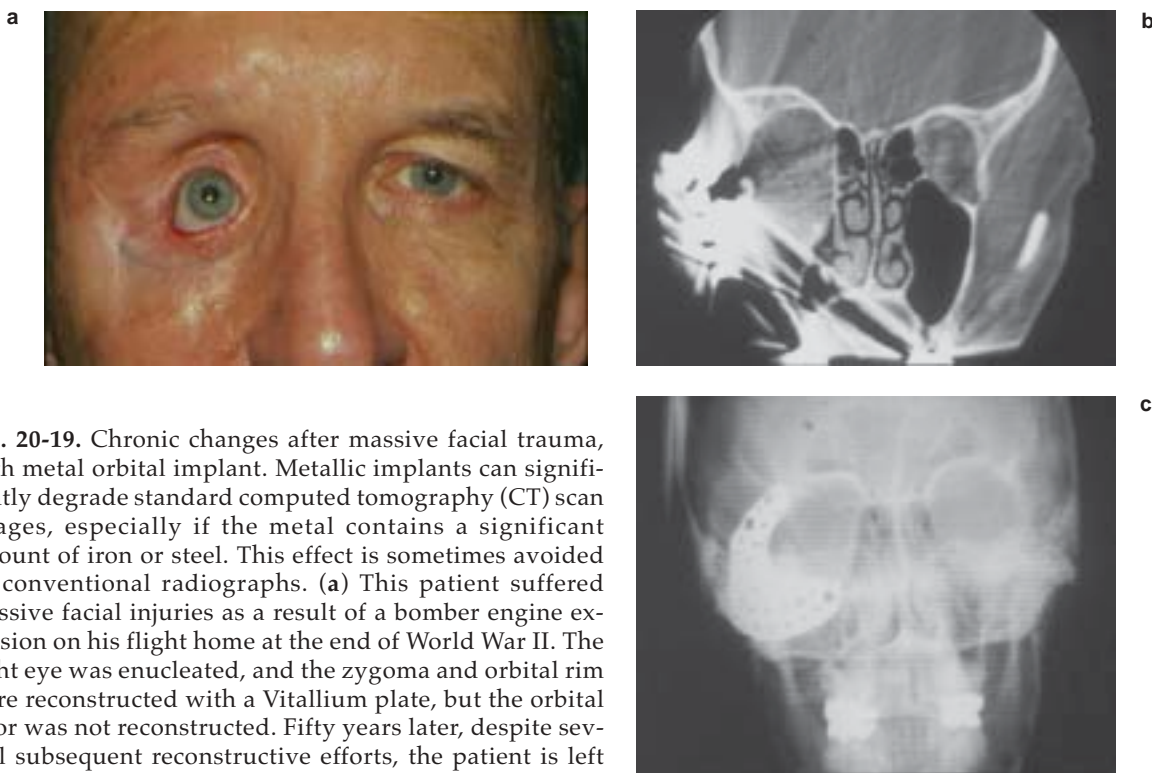 a
b
c
. 20-19. Chronic changes after massive facial trauma,
h metal orbital implant. Metallic implants can signifi-
tly degrade standard computed tomography (CT) scan
ages, especially if the metal contains a significant
ount of iron or steel. This effect is sometimes avoided
conventional radiographs. (a) This patient suffered
ssive facial injuries as a result of a bomber engine ex-
sion on his flight home at the end of World War II. The
ht eye was enucleated, and the zygoma and orbital rim
re reconstructed with a Vitallium plate, but the orbital
or was not reconstructed. Fifty years later, despite sev-
l subsequent reconstructive efforts, the patient is left